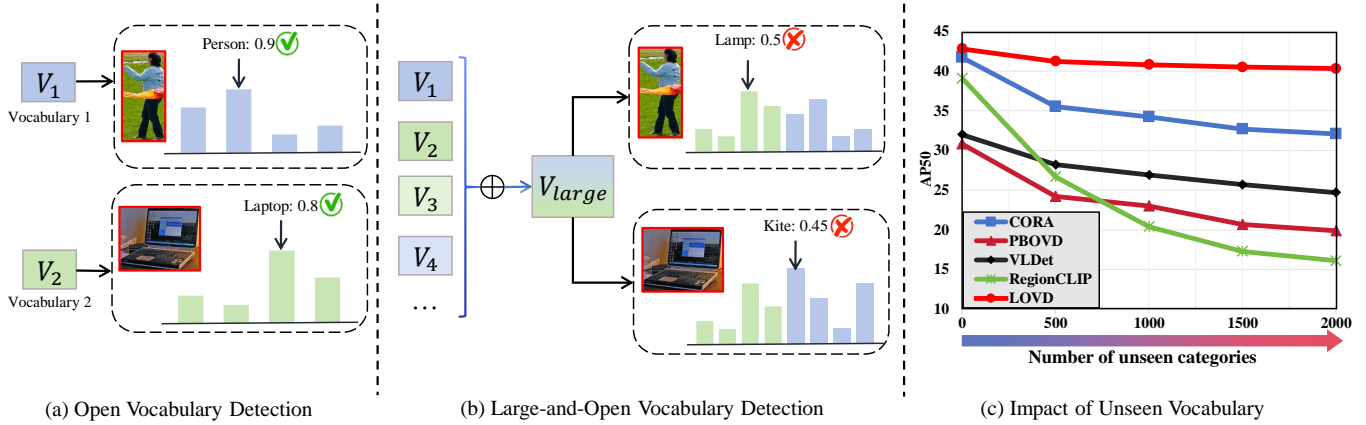 Person: 0.9
V1
Vocabulary 1
Laptop: 0.8
V2
Vocabulary 2
(a) Open Vocabulary Detection
V1
V2
V3
V4
...
Vlarge
Lamp: 0.5
Kite: 0.45
(b) Large-and-Open Vocabulary Detection
AP50
45
40
35
30
25
20
15
10
CORA
PBOVD
VLDet
RegionCLIP
LOVD
0 500 1000 1500 2000
Number of unseen categories
(c) Impact of Unseen Vocabulary